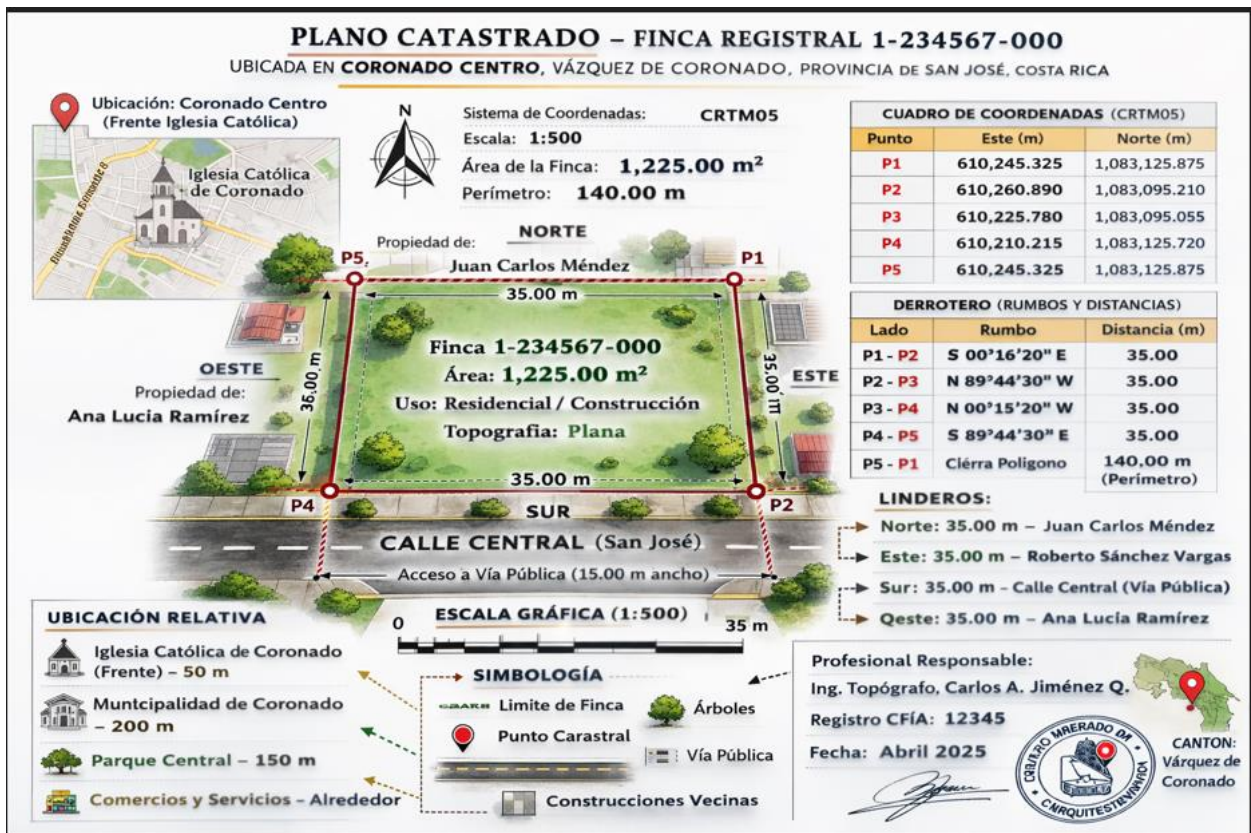 PLANO CATASTRADO – FINCA REGISTRAL 1-234567-000
UBICADA EN CORONADO CENTRO, VÁZQUEZ DE CORONADO, PROVINCIA DE SAN JOSÉ, COSTA RICA
Ubicación: Coronado Centro
(Frente Iglesia Católica)
Iglesia Católica
de Coronado
N
Sistema de Coordenadas: CRTM05
Escala: 1:500
Área de la Finca: 1,225.00 m²
Perímetro: 140.00 m
CUADRO DE COORDENADAS (CRTM05)
Punto Este (m) Norte (m)
P1 610,245.325 1,083,125.875
P2 610,260.890 1,083,095.210
P3 610,225.780 1,083,095.055
P4 610,210.215 1,083,125.720
P5 610,245.325 1,083,125.875
DERROTERO (RUMBOS Y DISTANCIAS)
Lado Rumbo Distancia (m)
P1 - P2 S 00°16'20" E 35.00
P2 - P3 N 89°44'30" W 35.00
P3 - P4 N 00°15'20" W 35.00
P4 - P5 S 89°44'30" E 35.00
P5 - P1 Ciérra Poligono 140.00 m
(Perímetro)
NORTE
Propiedad de:
Juan Carlos Méndez
P5
P1
35.00 m
Finca 1-234567-000
Área: 1,225.00 m²
Uso: Residencial / Construcción
Topografia: Plana
35.00 m
36.00, m
35.00, m
OESTE
Propiedad de:
Ana Lucia Ramírez
ESTE
P4
P2
SUR
CALLE CENTRAL (San José)
Acceso a Vía Pública (15.00 m ancho)
LINDEROS:
Norte: 35.00 m – Juan Carlos Méndez
Este: 35.00 m – Roberto Sánchez Vargas
Sur: 35.00 m – Calle Central (Vía Pública)
Qeste: 35.00 m – Ana Lucía Ramírez
UBICACIÓN RELATIVA
Iglesia Católica de Coronado
(Frente) – 50 m
Muntcipalidad de Coronado
– 200 m
Parque Central – 150 m
Comercios y Servicios – Alrededor
ESCALA GRÁFICA (1:500)
0 35 m
SIMBOLOGÍA
Limite de Finca
Árboles
Punto Carastral
Vía Pública
Construcciones Vecinas
Profesional Responsable:
Ing. Topógrafo, Carlos A. Jiménez Q.
Registro CFÍA: 12345
Fecha: Abril 2025
CANTON:
Várquez de
Coronado